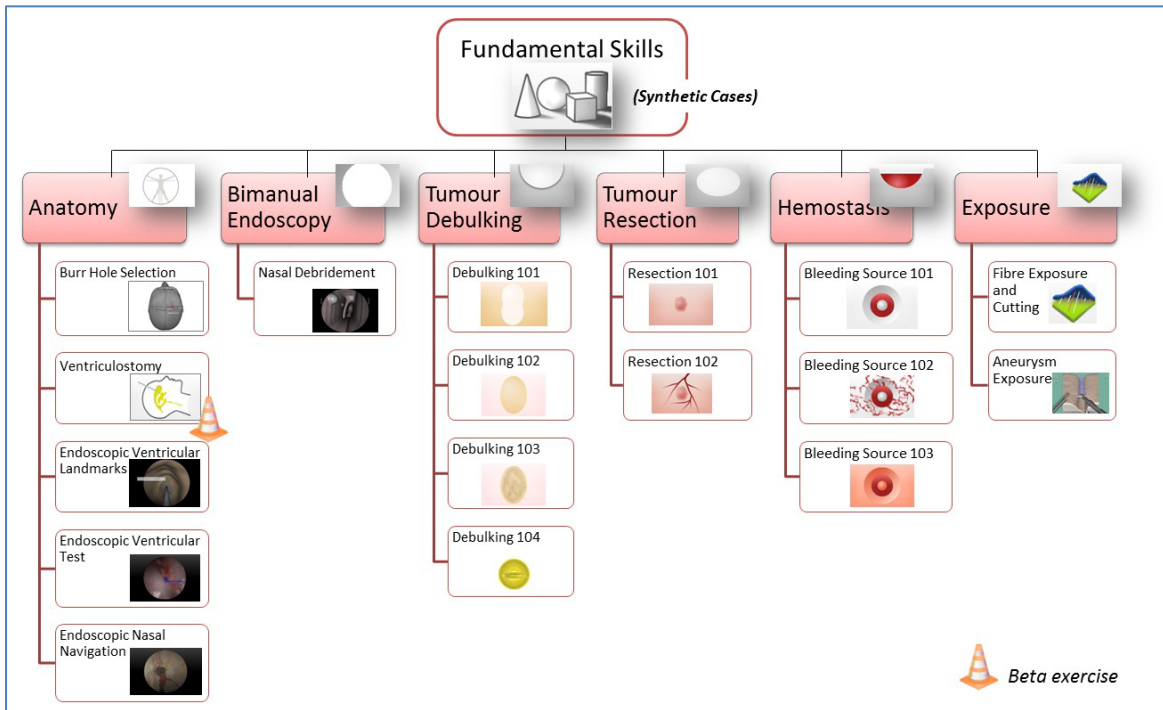 Fundamental Skills
(Synthetic Cases)
Anatomy
Burr Hole Selection
Ventriculostomy
Endoscopic Ventricular
Landmarks
Endoscopic Ventricular
Test
Endoscopic Nasal
Navigation
Bimanual
Endoscopy
Nasal Debridement
Tumour
Debulking
Debulking 101
Debulking 102
Debulking 103
Debulking 104
Tumour
Resection
Resection 101
Resection 102
Hemostasis
Bleeding Source 101
Bleeding Source 102
Bleeding Source 103
Exposure
Fibre Exposure
and
Cutting
Aneurysm
Exposure
Beta exercise